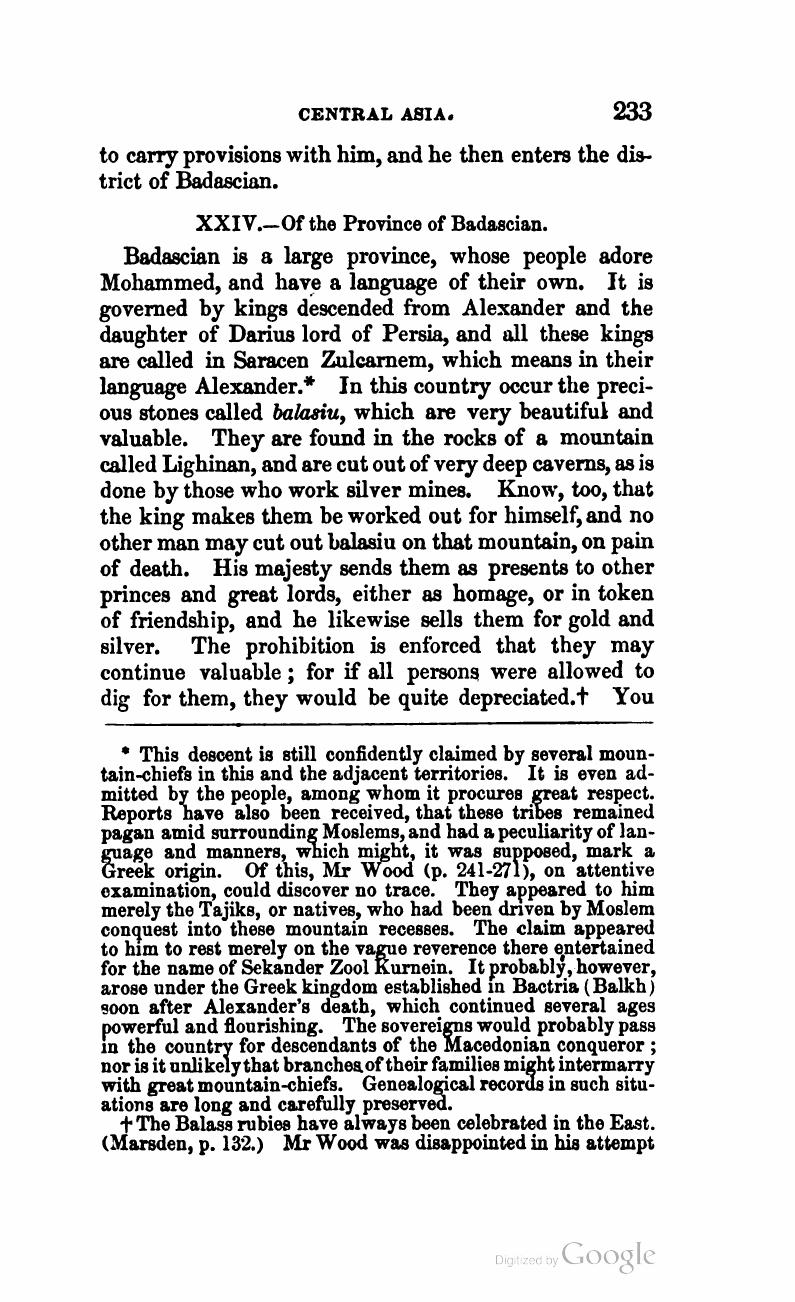 CENTRAL ASIA. 233
to carry provisions with him, and he then enters the dis-
trict of Badascian.
XXIV.—Of the Province of Badascian.
Badascian is a large province, whose people adore
Mohammed, and have a language of their own. It is
governed by kings descended from Alexander and the
daughter of Darius lord of Persia, and all these kings
are called in Saracen Zulcarnem, which means in their
language Alexander.* In this country occur the preci-
ous stones called balasiu, which are very beautiful and
valuable. They are found in the rocks of a mountain
called Lighinan, and are cut out of very deep caverns, as is
done by those who work silver mines. Know, too, that
the king makes them be worked out for himself, and no
other man may cut out balasiu on that mountain, on pain
of death. His majesty sends them as presents to other
princes and great lords, either as homage, or in token
of friendship, and he likewise sells them for gold and
silver. The prohibition is enforced that they may
continue valuable; for if all persons were allowed to
dig for them, they would be quite depreciated.† You
* This descent is still confidently claimed by several moun-
tain-chiefs in this and the adjacent territories. It is even ad-
mitted by the people, among whom it procures great respect.
Reports have also been received, that these tribes remained
pagan amid surrounding Moslems, and had a peculiarity of lan-
guage and manners, which might, it was supposed, mark a
Greek origin. Of this, Mr Wood (p. 241-271), on attentive
examination, could discover no trace. They appeared to him
merely the Tajiks, or natives, who had been driven by Moslem
conquest into these mountain recesses. The claim appeared
to him to rest merely on the vague reverence there entertained
for the name of Sekander Zool Kurnein. It probably, however,
arose under the Greek kingdom established in Bactria (Balkh)
soon after Alexander's death, which continued several ages
powerful and flourishing. The sovereigns would probably pass
in the country for descendants of the Macedonian conqueror;
nor is it unlikely that branches of their families might intermarry
with great mountain-chiefs. Genealogical records in such situ-
ations are long and carefully preserved.
† The Balass rubies have always been celebrated in the East.
(Marsden, p. 132.) Mr Wood was disappointed in his attempt
Digitized by Google